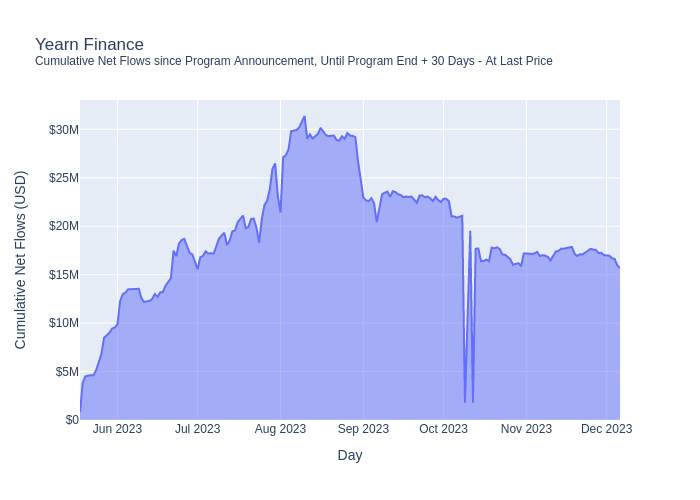 Yearn Finance
Cumulative Net Flows since Program Announcement, Until Program End + 30 Days - At Last Price
Cumulative Net Flows (USD)
$30M
$25M
$20M
$15M
$10M
$5M
$0
Jun 2023 Jul 2023 Aug 2023 Sep 2023 Oct 2023 Nov 2023 Dec 2023
Day